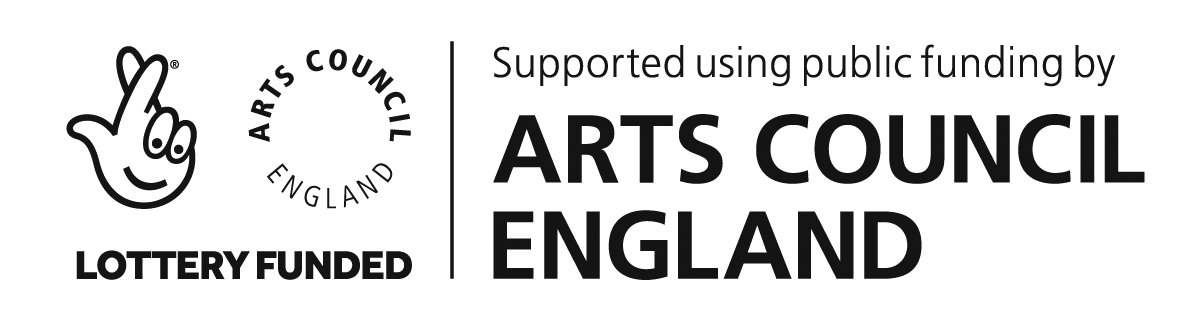 ®
ARTS COUNCIL
ENGLAND
LOTTERY FUNDED
Supported using public funding by
ARTS COUNCIL
ENGLAND